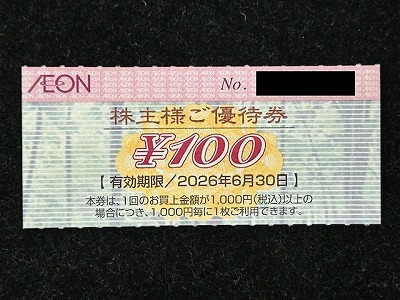 ÆON
No.
株主様ご優待券
¥100
【 有効期限／2026年6月30日 】
本券は、1回のお買上金額が1,000円(税込)以上の
場合につき、1,000円毎に1枚ご利用できます。